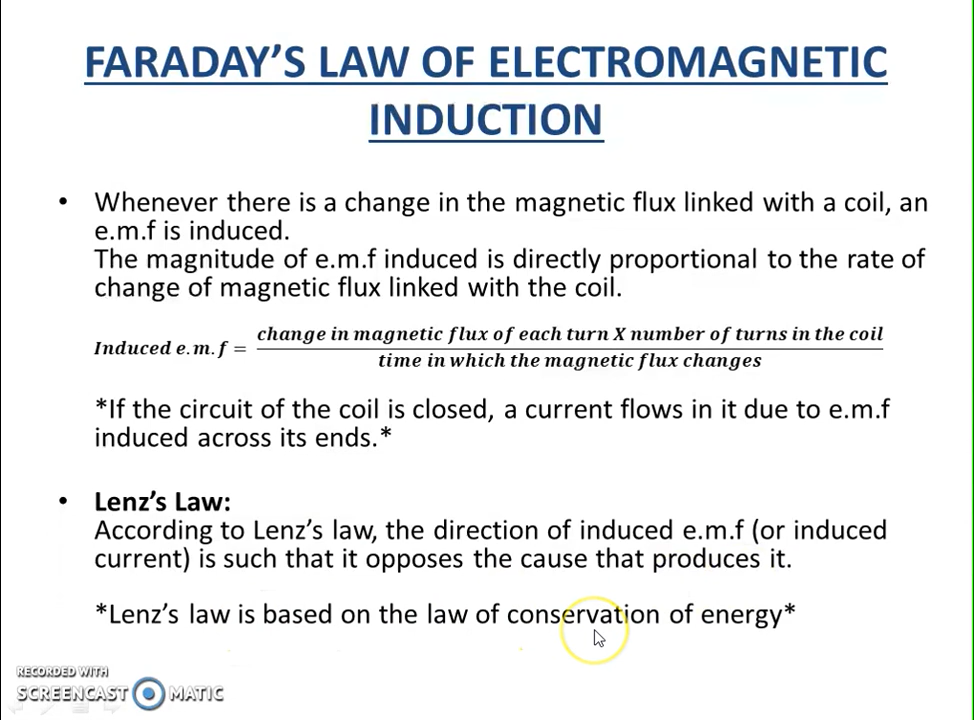 FARADAY’S LAW OF ELECTROMAGNETIC
INDUCTION
• Whenever there is a change in the magnetic flux linked with a coil, an
e.m.f is induced.
The magnitude of e.m.f induced is directly proportional to the rate of
change of magnetic flux linked with the coil.
Induced e.m.f = change in magnetic flux of each turn X number of turns in the coil
time in which the magnetic flux changes
*If the circuit of the coil is closed, a current flows in it due to e.m.f
induced across its ends.*
• Lenz’s Law:
According to Lenz’s law, the direction of induced e.m.f (or induced
current) is such that it opposes the cause that produces it.
*Lenz’s law is based on the law of conservation of energy*
RECORDED WITH
SCREENCAST MATIC